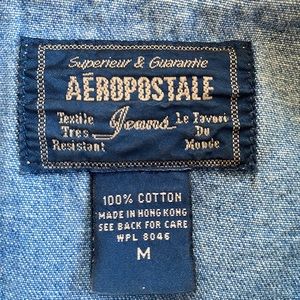 Superieur & Guarantie
AÉROPOSTALE
Textile Tres Resistant
Jeans
Le Favori Du Monde
100% COTTON
MADE IN HONG KONG
SEE BACK FOR CARE
WPL 8046
M